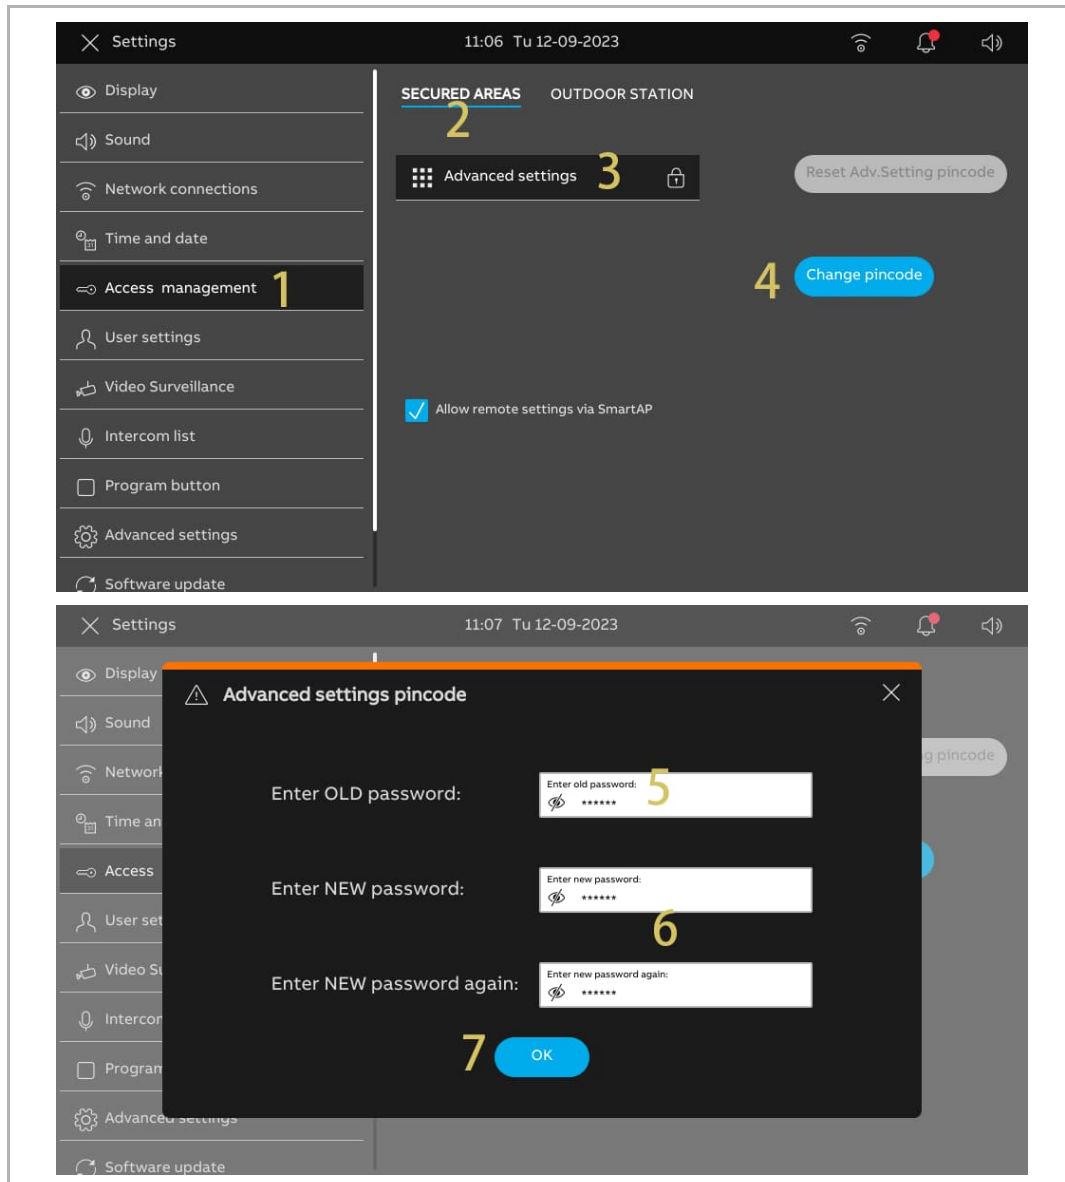 Settings
11:06 Tu 12-09-2023
Display
SECURED AREAS OUTDOOR STATION
2
Sound
Advanced settings 3
Reset Adv.Setting pincode
Network connections
Time and date
4 Change pincode
Access management 1
User settings
Video Surveillance
Allow remote settings via SmartAP
Intercom list
Program button
Advanced settings
Software update
Settings
11:07 Tu 12-09-2023
Display
Advanced settings pincode
Sound
g pincode
Network
Enter OLD password:
Enter old password: 5
******
Time an
Access
Enter NEW password:
Enter new password:
******
6
User set
Video Su
Enter NEW password again:
Enter new password again:
******
Intercor
7 OK
Program
Advanced settings
Software update